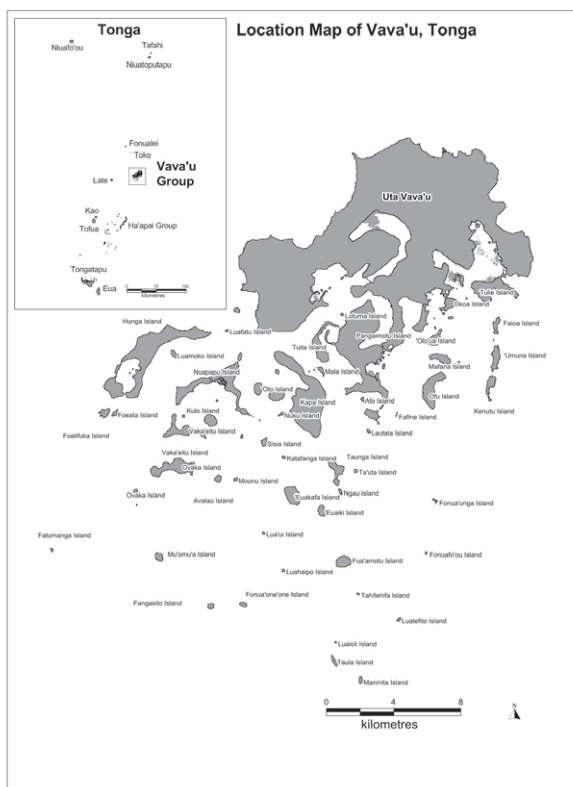 Location Map of Vava'u, Tonga
Tonga
Niuafo'ou
Tafahi
Niuatoputapu
Fonualei
Toko
Vava'u
Group
Late
Kao
Tofua
Ha'apai Group
Tongatapu
Eua
kilometres
Uta Vava'u
Tulie Island
Okoa Island
Lotuma Island
Pangaimotu Island
Faioa Island
Hunga Island
Luafatu Island
'Olo'ua Island
Tuita Island
Luamoko Island
'Umuna Island
Nuapapu Island
Mala Island
Mafana Island
'Oto Island
Kapa Island
Afo Island
Ofu Island
Foeata Island
Kulo Island
Nuku Island
Fafine Island
Kenutu Island
Foelifuka Island
Vaka'eitu Island
Lautala Island
Sisia Island
Vaka'eitu Island
Katafanga Island
Taunga Island
Ovaka Island
Ta'uta Island
Mounu Island
Ovaka Island
Avalau Island
'Euakafa Island
Ngau Island
Fonua'unga Island
'Euaiki Island
Fatumanga Island
Lua'ui Island
Mu'omu'a Island
Fua'amotu Island
Fonuafo'ou Island
Luahaipo Island
Fonua'one'one Island
Tahifehifa Island
Fangasito Island
Luatefito Island
Lualoli Island
Taula Island
Maninita Island
0 4 8
kilometres
N